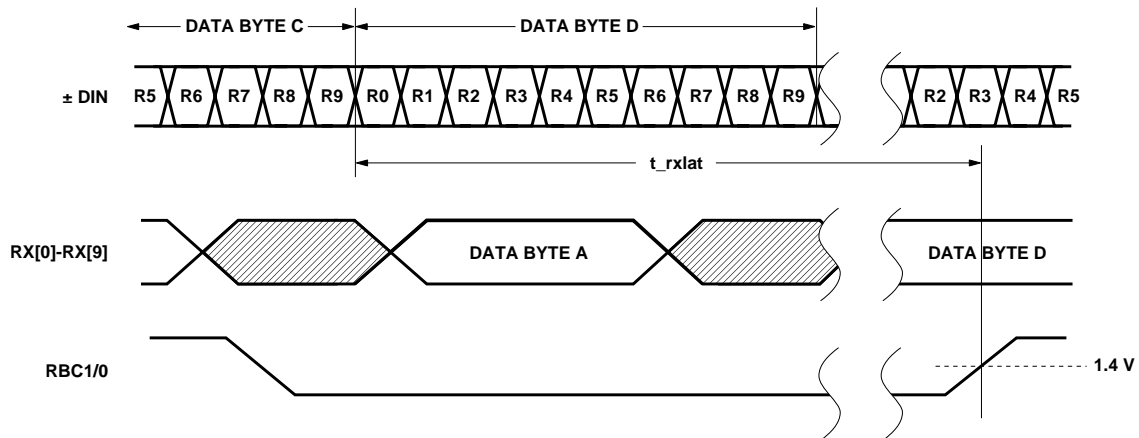 DATA BYTE C DATA BYTE D
± DIN R5 R6 R7 R8 R9 R0 R1 R2 R3 R4 R5 R6 R7 R8 R9 R2 R3 R4 R5
t_rxlat
RX[0]-RX[9] DATA BYTE A DATA BYTE D
RBC1/0 1.4 V